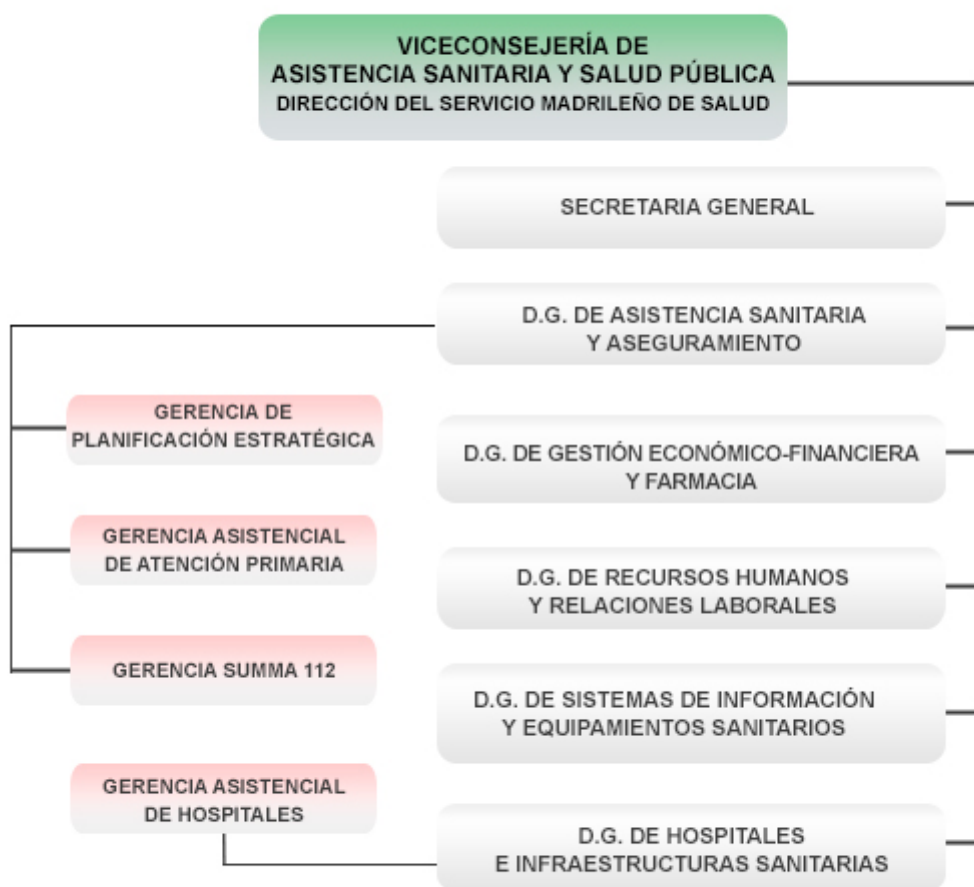 VICECONSEJERÍA DE
ASISTENCIA SANITARIA Y SALUD PÚBLICA
DIRECCIÓN DEL SERVICIO MADRILEÑO DE SALUD
SECRETARIA GENERAL
D.G. DE ASISTENCIA SANITARIA
Y ASEGURAMIENTO
GERENCIA DE
PLANIFICACIÓN ESTRATÉGICA
D.G. DE GESTIÓN ECONÓMICO-FINANCIERA
Y FARMACIA
GERENCIA ASISTENCIAL
DE ATENCIÓN PRIMARIA
D.G. DE RECURSOS HUMANOS
Y RELACIONES LABORALES
GERENCIA SUMMA 112
D.G. DE SISTEMAS DE INFORMACIÓN
Y EQUIPAMIENTOS SANITARIOS
GERENCIA ASISTENCIAL
DE HOSPITALES
D.G. DE HOSPITALES
E INFRAESTRUCTURAS SANITARIAS